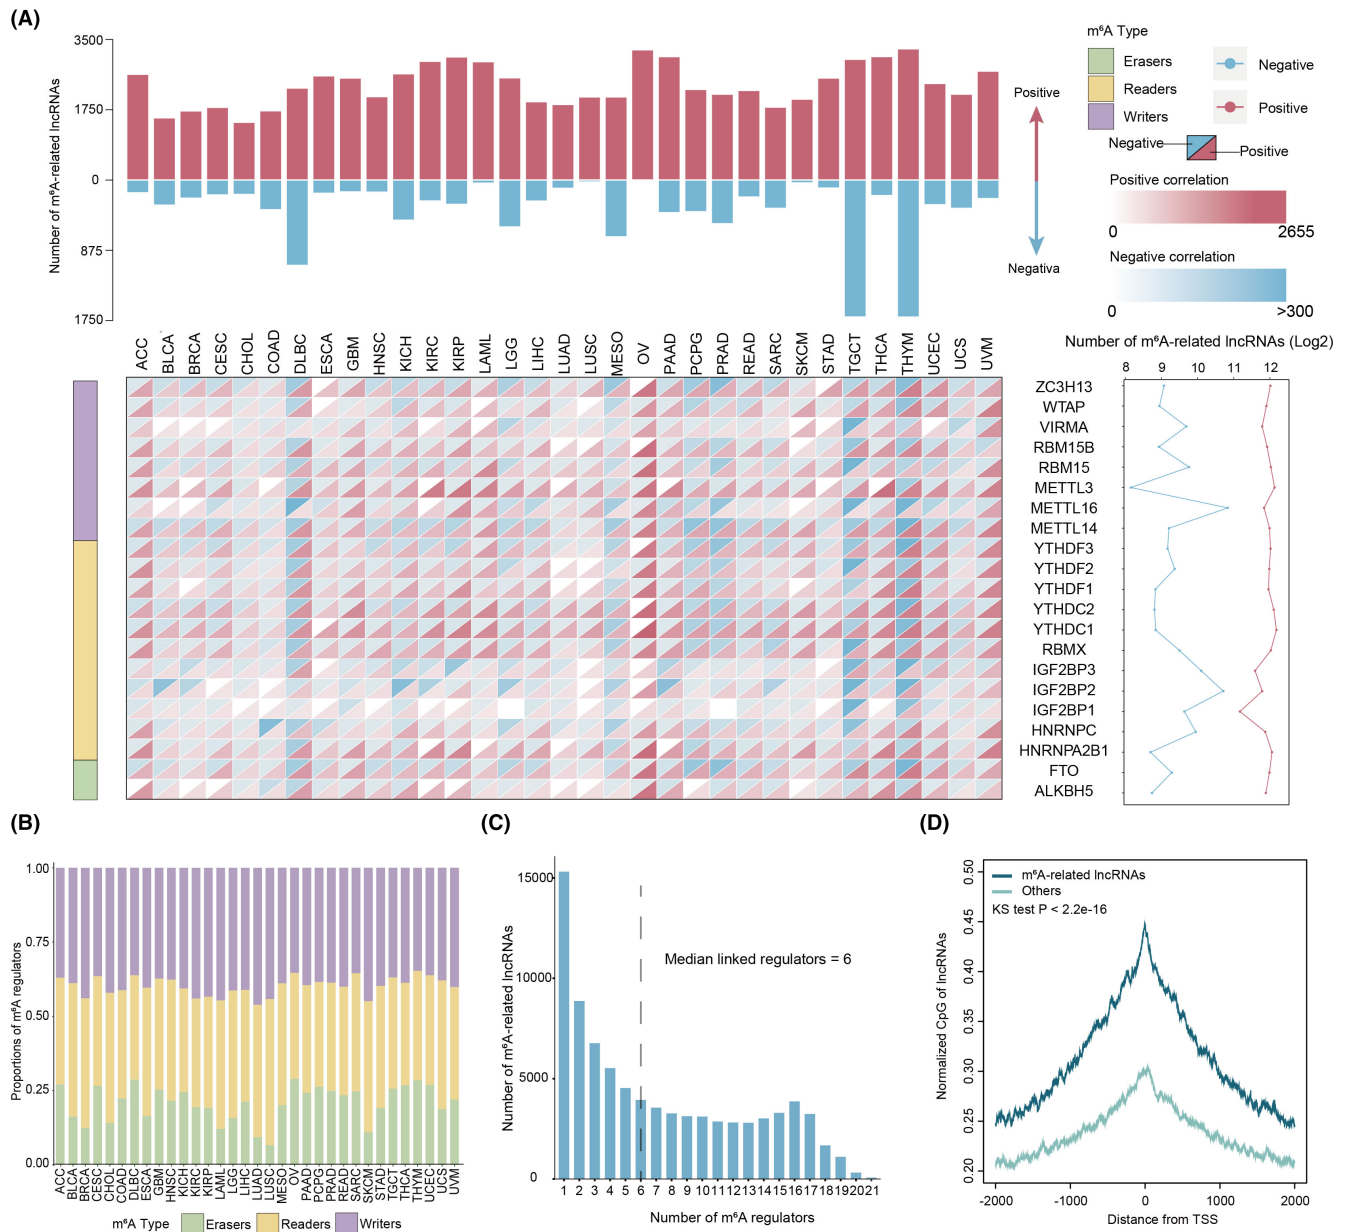 (A)
3500
1750
0
875
1750
Number of m⁶A-related lncRNAs
Positive
Negativa
m⁶A Type
Erasers
Readers
Writers
Negative
Positive
Negative
Positive
Positive correlation
0 2655
Negative correlation
0 >300
ACC BLCA BRCA CESC CHOL COAD DLBC ESCA GBM HNSC KICH KIRC KIRP LAML LGG LIHC LUAD LUSC MESO OV PAAD PCPG PRAD READ SARC SKCM STAD TGCT THCA THYM UCEC UCS UVM
Number of m⁶A-related lncRNAs (Log2)
8 9 10 11 12
ZC3H13
WTAP
VIRMA
RBM15B
RBM15
METTL3
METTL16
METTL14
YTHDF3
YTHDF2
YTHDF1
YTHDC2
YTHDC1
RBMX
IGF2BP3
IGF2BP2
IGF2BP1
HNRNPC
HNRNPA2B1
FTO
ALKBH5
(B)
1.00
0.75
0.50
0.25
0.00
Proportions of m⁶A regulators
ACC BLCA BRCA CESC CHOL COAD DLBC ESCA GBM HNSC KICH KIRC KIRP LAML LGG LIHC LUAD LUSC MESO OV PAAD PCPG PRAD READ SARC SKCM STAD TGCT THCA THYM UCEC UCS UVM
m⁶A Type Erasers Readers Writers
(C)
15000
10000
5000
0
Number of m⁶A-related lncRNAs
Median linked regulators = 6
1 2 3 4 5 6 7 8 9 10 11 12 13 14 15 16 17 18 19 20 21
Number of m⁶A regulators
(D)
0.50
0.45
0.40
0.35
0.30
0.25
0.20
Normalized CpG of lncRNAs
m⁶A-related lncRNAs
Others
KS test P < 2.2e-16
-2000 -1000 0 1000 2000
Distance from TSS